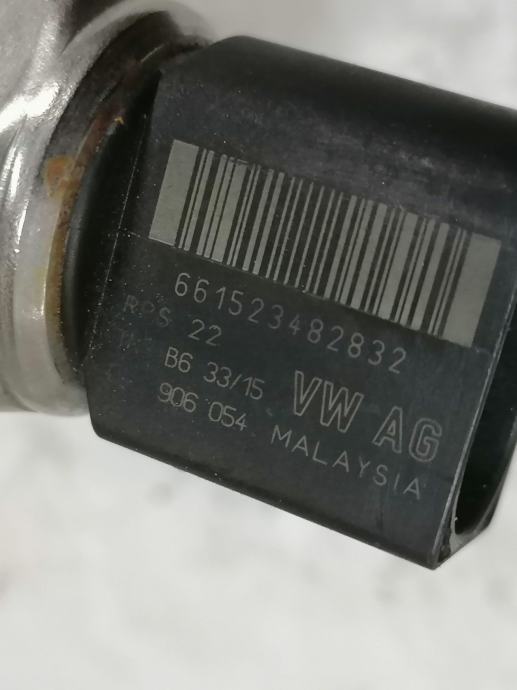 661523482832
RPS 22
B6 33/15
906 054
VW AG
MALAYSIA